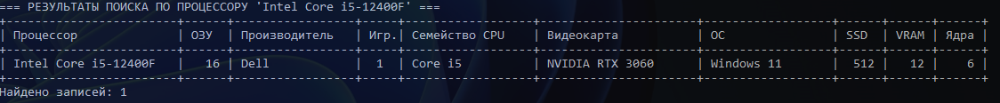 === РЕЗУЛЬТАТЫ ПОИСКА ПО ПРОЦЕССОРУ 'Intel Core i5-12400F' ===
| Процессор | ОЗУ | Производитель | Игр.| Семейство CPU | Видеокарта | ОС | SSD | VRAM | Ядра |
| Intel Core i5-12400F | 16 | Dell | 1 | Core i5 | NVIDIA RTX 3060 | Windows 11 | 512 | 12 | 6 |
Найдено записей: 1